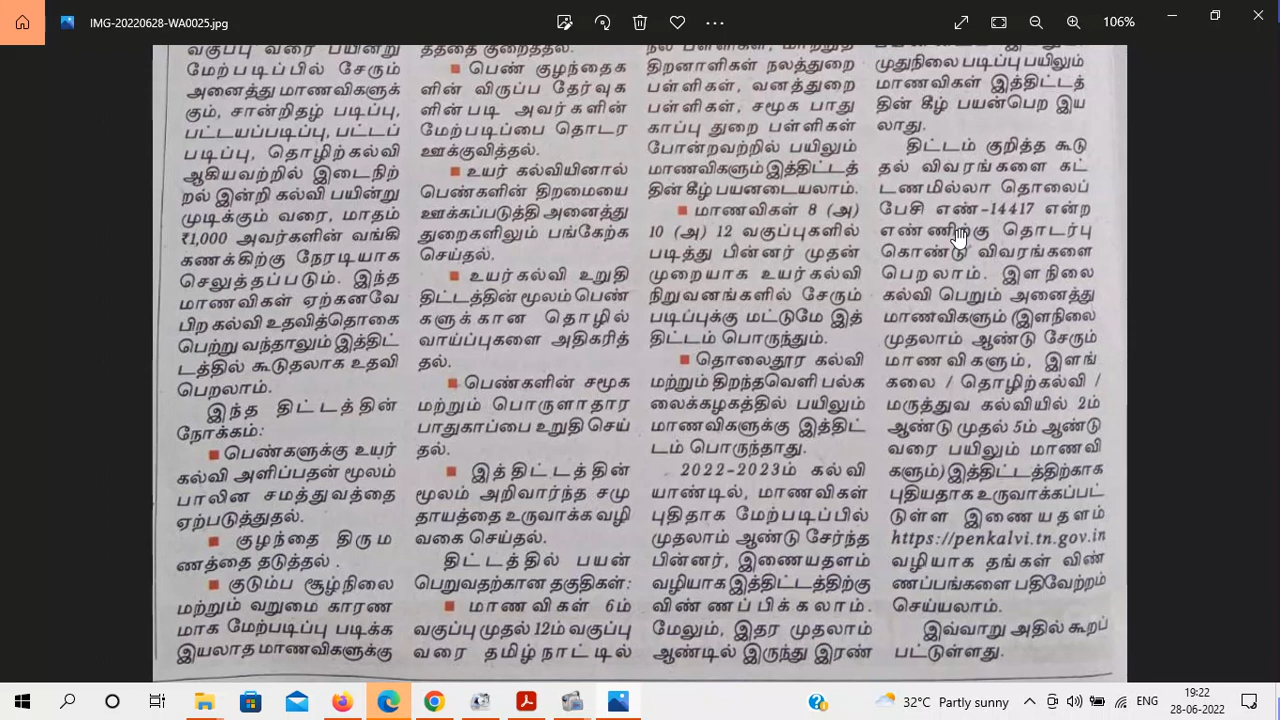 IMG-20220628-WA0025.jpg
106%
வகுப்பு வரை பயின்று
மேற்படிப்பில் சேரும்
அனைத்து மாணவிகளுக்
கும், சான்றிதழ் படிப்பு,
பட்டயப்படிப்பு, பட்டப்
படிப்பு, தொழிற்கல்வி
ஆகியவற்றில் இடைநிற்
றல் இன்றி கல்வி பயின்று
முடிக்கும் வரை, மாதம்
₹1,000 அவர்களின் வங்கி
கணக்கிற்கு நேரடியாக
செலுத்தப்படும். இந்த
மாணவிகள் ஏற்கனவே
பிற கல்வி உதவித்தொகை
பெற்று வந்தாலும் இத்திட்
டத்தில் கூடுதலாக உதவி
பெறலாம்.
இந்த திட்டத்தின்
நோக்கம்:
■ பெண்களுக்கு உயர்
கல்வி அளிப்பதன் மூலம்
பாலின சமத்துவத்தை
ஏற்படுத்துதல்.
■ குழந்தை திரும
ணத்தை தடுத்தல் .
■ குடும்ப சூழ்நிலை
மற்றும் வறுமை காரண
மாக மேற்படிப்பு படிக்க
இயலாத மாணவிகளுக்கு
தத்தை குறைத்தல்.
■ பெண் குழந்தைக
ளின் விருப்ப தேர்வுக
ளின் படி அவர்களின்
மேற்படிப்பை தொடர
ஊக்குவித்தல்.
■ உயர் கல்வியினால்
பெண்களின் திறமையை
ஊக்கப்படுத்தி அனைத்து
துறைகளிலும் பங்கேற்க
செய்தல்.
■ உயர்கல்வி உறுதி
திட்டத்தின் மூலம் பெண்
களுக்கான தொழில்
வாய்ப்புகளை அதிகரித்
தல்.
■ பெண்களின் சமூக
மற்றும் பொருளாதார
பாதுகாப்பை உறுதி செய்
தல்.
■ இத்திட்டத்தின்
மூலம் அறிவார்ந்த சமு
தாயத்தை உருவாக்க வழி
வகை செய்தல்.
திட்டத்தில் பயன்
பெறுவதற்கான தகுதிகள்:
■ மாணவிகள் 6ம்
வகுப்பு முதல் 12ம் வகுப்பு
வரை தமிழ்நாட்டில்
நல பள்ளிகள், மாற்றுத்
திறனாளிகள் நலத்துறை
பள்ளிகள், வனத்துறை
பள்ளிகள், சமூக பாது
காப்பு துறை பள்ளிகள்
போன்றவற்றில் பயிலும்
மாணவிகளும் இத்திட்டத்
தின் கீழ் பயனடையலாம்.
■ மாணவிகள் 8 (அ)
10 (அ) 12 வகுப்புகளில்
படித்து பின்னர் முதன்
முறையாக உயர்கல்வி
நிறுவனங்களில் சேரும்
படிப்புக்கு மட்டுமே இத்
திட்டம் பொருந்தும்.
■ தொலைதூர கல்வி
மற்றும் திறந்தவெளி பல்க
லைக்கழகத்தில் பயிலும்
மாணவிகளுக்கு இத்திட்
டம் பொருந்தாது.
2022-2023ம் கல்வி
யாண்டில், மாணவிகள்
புதிதாக மேற்படிப்பில்
முதலாம் ஆண்டு சேர்ந்த
பின்னர், இணையதளம்
வழியாக இத்திட்டத்திற்கு
விண்ணப்பிக்கலாம்.
மேலும், இதர முதலாம்
ஆண்டில் இருந்து இரண்
முதுநிலை படிப்பு பயிலும்
மாணவிகள் இத்திட்டத்
தின் கீழ் பயன்பெற இய
லாது.
திட்டம் குறித்த கூடு
தல் விவரங்களை கட்
டணமில்லா தொலைப்
பேசி எண்-14417 என்ற
எண்ணிற்கு தொடர்பு
கொண்டு விவரங்களை
பெறலாம். இளநிலை
கல்வி பெறும் அனைத்து
மாணவிகளும் (இளநிலை
முதலாம் ஆண்டு சேரும்
மாணவிகளும், இளங்
கலை / தொழிற்கல்வி /
மருத்துவ கல்வியில் 2ம்
ஆண்டு முதல் 5ம் ஆண்டு
வரை பயிலும் மாணவி
களும்) இத்திட்டத்திற்காக
புதியதாக உருவாக்கப்பட்
டுள்ள இணையதளம்
https://penkalvi.tn.gov.in
வழியாக தங்கள் விண்
ணப்பங்களை பதிவேற்றம்
செய்யலாம்.
இவ்வாறு அதில் கூறப்
பட்டுள்ளது.
32°C Partly sunny
ENG
19:22
28-06-2022